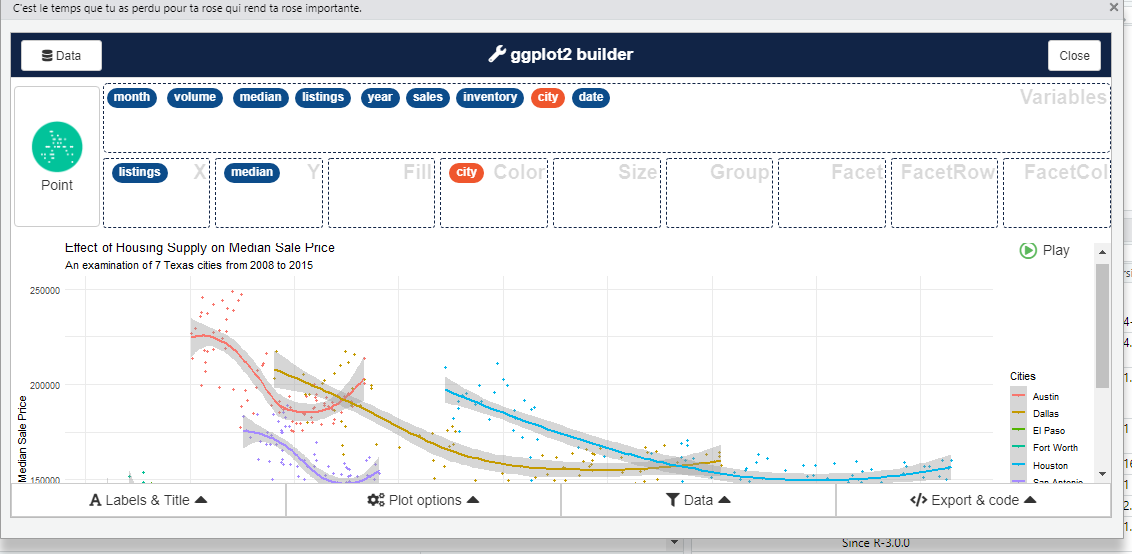 C'est le temps que tu as perdu pour ta rose qui rend ta rose importante.
Data
ggplot2 builder
Close
month volume median listings year sales inventory city date
Variables
Point
listings X
median Y
Fill
city Color
Size
Group
Facet
FacetRow
FacetCol
Effect of Housing Supply on Median Sale Price
An examination of 7 Texas cities from 2008 to 2015
Play
250000
200000
150000
Median Sale Price
Cities
Austin
Dallas
El Paso
Fort Worth
Houston
San Antonio
Labels & Title
Plot options
Data
Export & code
Since R-3.0.0